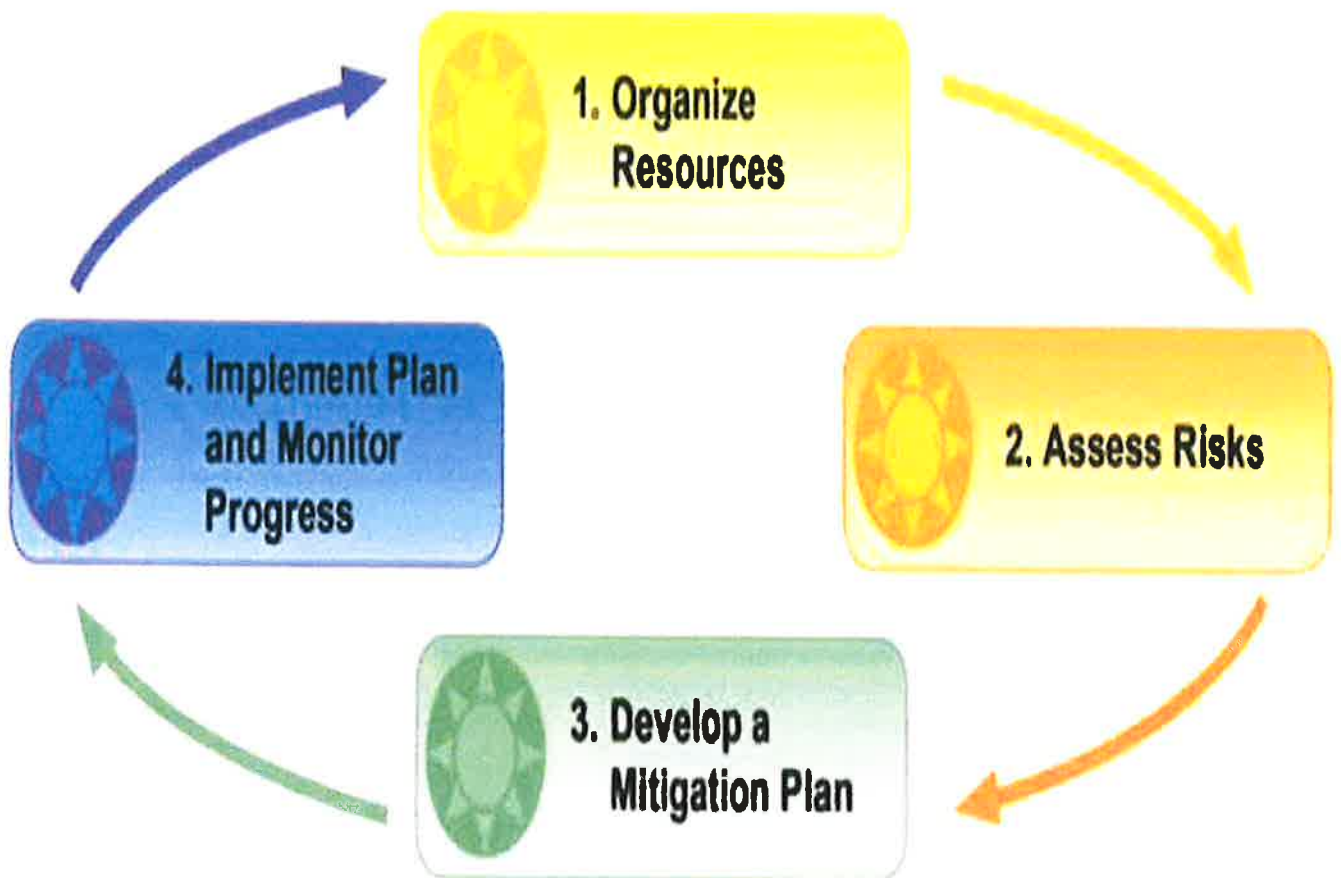 1. Organize
Resources
2. Assess Risks
3. Develop a
Mitigation Plan
4. Implement Plan
and Monitor
Progress